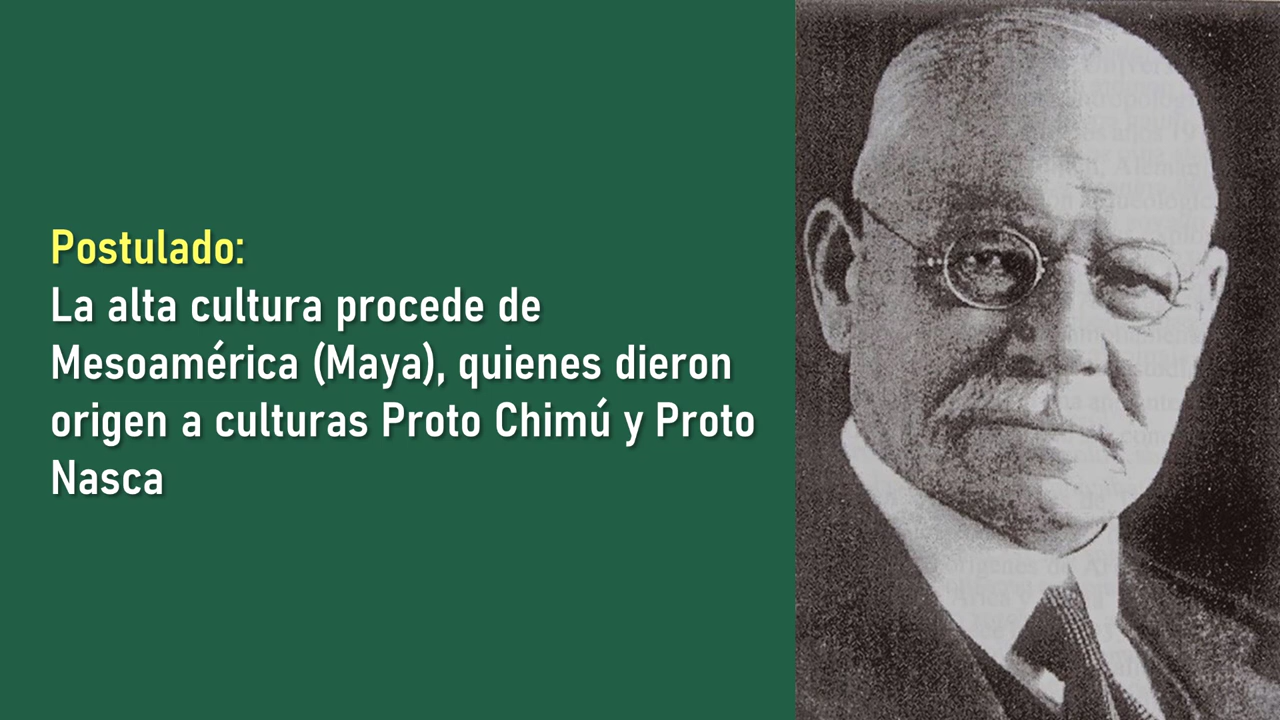 Postulado:
La alta cultura procede de
Mesoamérica (Maya), quienes dieron
origen a culturas Proto Chimú y Proto
Nasca